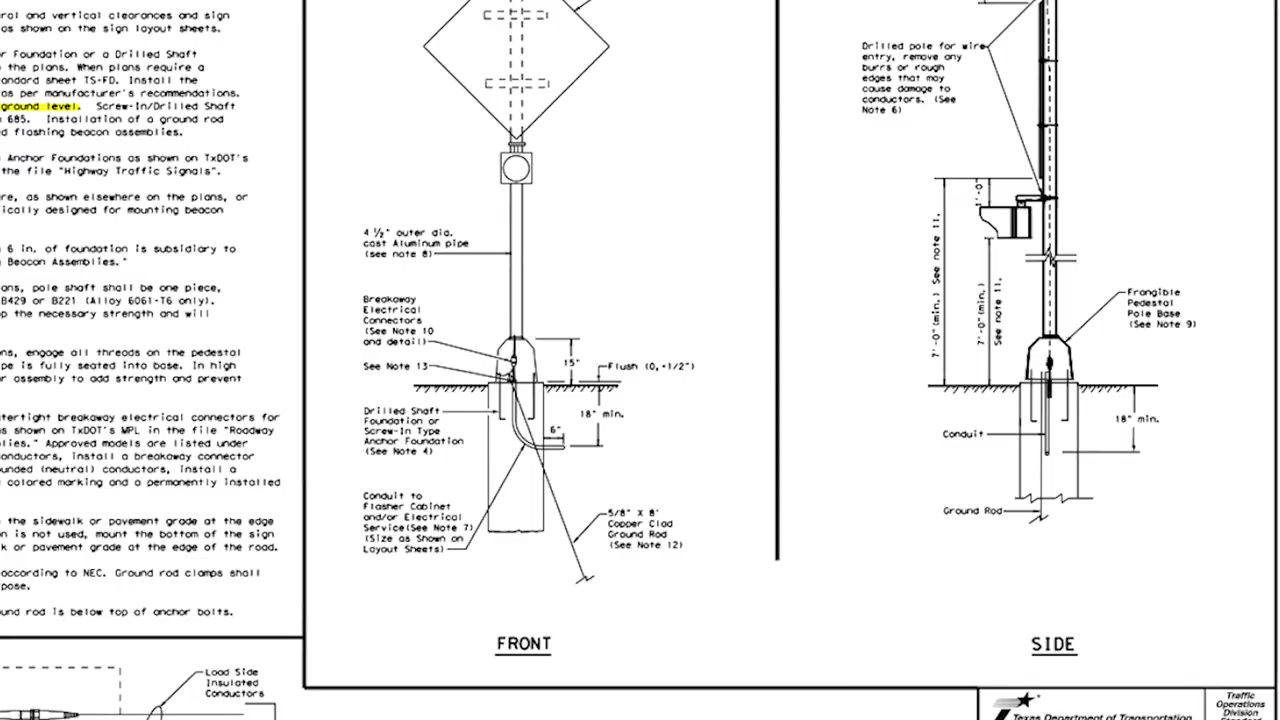 eral and vertical clearances and sign
as shown on the sign layout sheets.
or Foundation or a Drilled Shaft
the plans. When plans require a
tandard sheet TS-FD. Install the
as per manufacturer's recommendations.
ground level. Screw-In/Drilled Shaft
685. Installation of a ground rod
ed flashing beacon assemblies.
Anchor Foundations as shown on TxDOT's
the file "Highway Traffic Signals".
re, as shown elsewhere on the plans, or
ically designed for mounting beacon
6 in. of foundation is subsidiary to
Beacon Assemblies."
ons, pole shaft shall be one piece,
B429 or B221 (Alloy 6061-T6 only).
op the necessary strength and will
ns, engage all threads on the pedestal
pe is fully seated into base. In high
r assembly to add strength and prevent
tertight breakaway electrical connectors for
as shown on TxDOT's MPL in the file "Roadway
lies." Approved models are listed under
conductors, install a breakaway connector
ounded (neutral) conductors, install a
colored marking and a permanently installed
the sidewalk or pavement grade at the edge
n is not used, mount the bottom of the sign
k or pavement grade at the edge of the road.
according to NEC. Ground rod clamps shall
pose.
und rod is below top of anchor bolts.
Load Side
Insulated
Conductors
4 1/2" outer dia.
cast Aluminum pipe
(see note 8)
Breakaway
Electrical
Connectors
(See Note 10
and detail)
See Note 13
15"
Flush (0,+1/2")
18" min.
6"
Drilled Shaft
Foundation or
Screw-In Type
Anchor Foundation
(See Note 4)
Conduit to
Flasher Cabinet
and/or Electrical
Service(See Note 7)
(Size as Shown on
Layout Sheets)
5/8" X 8'
Copper Clad
Ground Rod
(See Note 12)
FRONT
Drilled pole for wire
entry, remove any
burrs or rough
edges that may
cause damage to
conductors. (See
Note 6)
1'-0"
7'-0"(min.) See note 11.
7'-0"(min.)
See note 11.
Frangible
Pedestal
Pole Base
(See Note 9)
18" min.
Conduit
Ground Rod
SIDE
Texas Department of Transportation
Traffic
Operations
Division
Standard